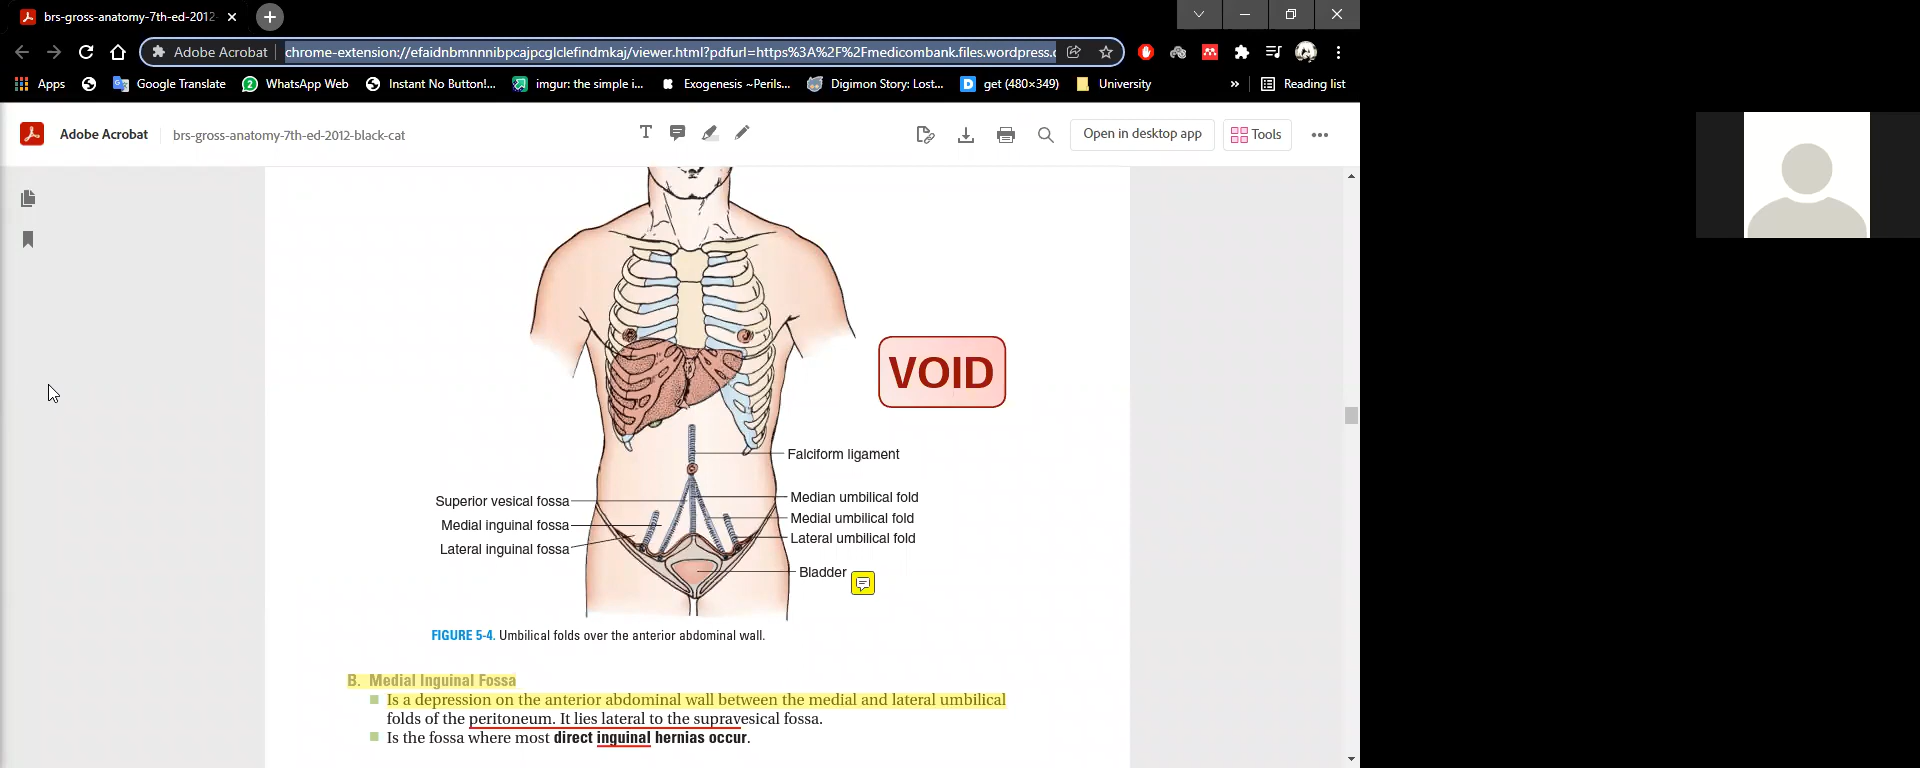 brs-gross-anatomy-7th-ed-2012-
Adobe Acrobat
chrome-extension://efaidnbmnnnibpcajpcglclefindmkaj/viewer.html?pdfurl=https%3A%2F%2Fmedicombank.files.wordpress.c
Apps
Google Translate
2
WhatsApp Web
Instant No Button!...
imgur: the simple i...
Exogenesis ~Perils...
Digimon Story: Lost...
D
get (480×349)
University
»
Reading list
Adobe Acrobat
brs-gross-anatomy-7th-ed-2012-black-cat
T
Open in desktop app
Tools
VOID
Falciform ligament
Superior vesical fossa
Median umbilical fold
Medial inguinal fossa
Medial umbilical fold
Lateral inguinal fossa
Lateral umbilical fold
Bladder
FIGURE 5-4. Umbilical folds over the anterior abdominal wall.
B. Medial Inguinal Fossa
Is a depression on the anterior abdominal wall between the medial and lateral umbilical
folds of the peritoneum. It lies lateral to the supravesical fossa.
Is the fossa where most direct inguinal hernias occur.